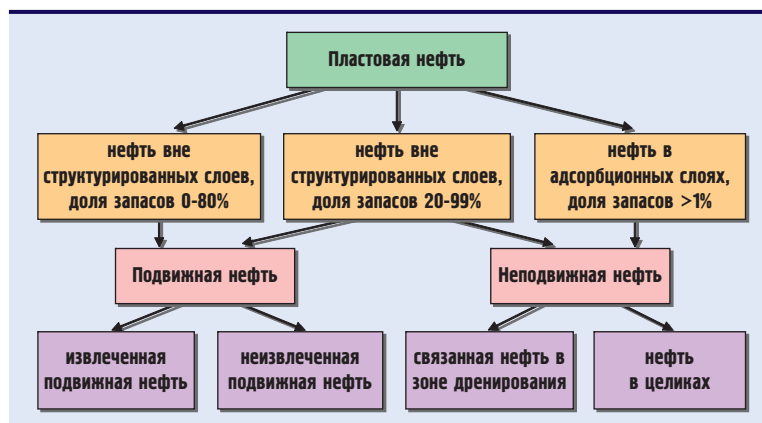 Пластовая нефть
нефть вне
структурированных слоев,
доля запасов 0-80%
нефть вне
структурированных слоев,
доля запасов 20-99%
нефть в
адсорбционных слоях,
доля запасов >1%
Подвижная нефть
Неподвижная нефть
извлеченная
подвижная нефть
неизвлеченная
подвижная нефть
связанная нефть в
зоне дренирования
нефть
в целиках